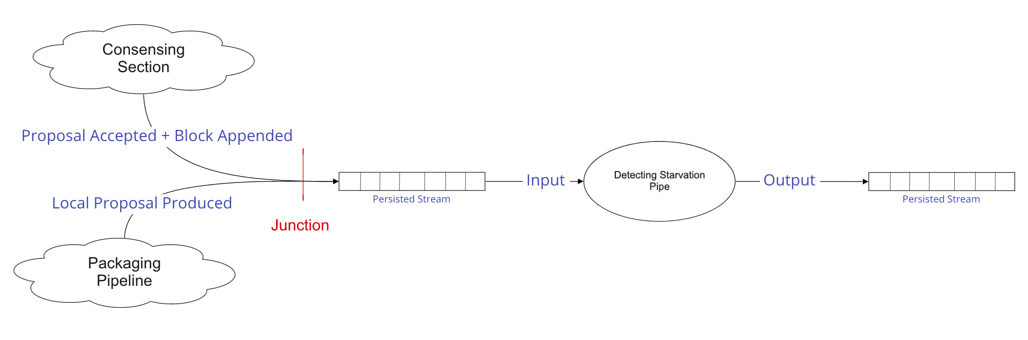 Consensing
Section
Proposal Accepted + Block Appended
Local Proposal Produced
Junction
Packaging
Pipeline
Persisted Stream
Input
Detecting Starvation
Pipe
Output
Persisted Stream